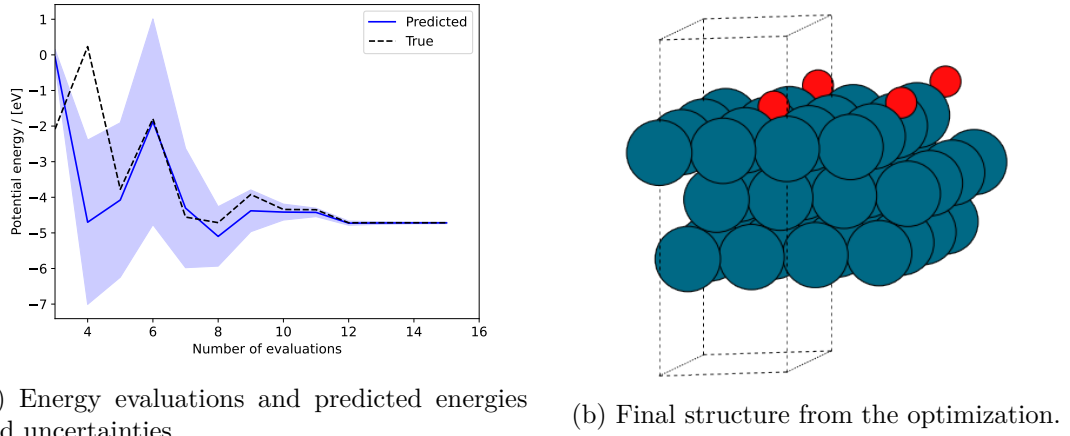 1
0
−1
−2
−3
−4
−5
−6
−7
Potential energy / [eV]
Predicted
True
4 6 8 10 12 14 16
Number of evaluations
) Energy evaluations and predicted energies
d uncertainties
(b) Final structure from the optimization.